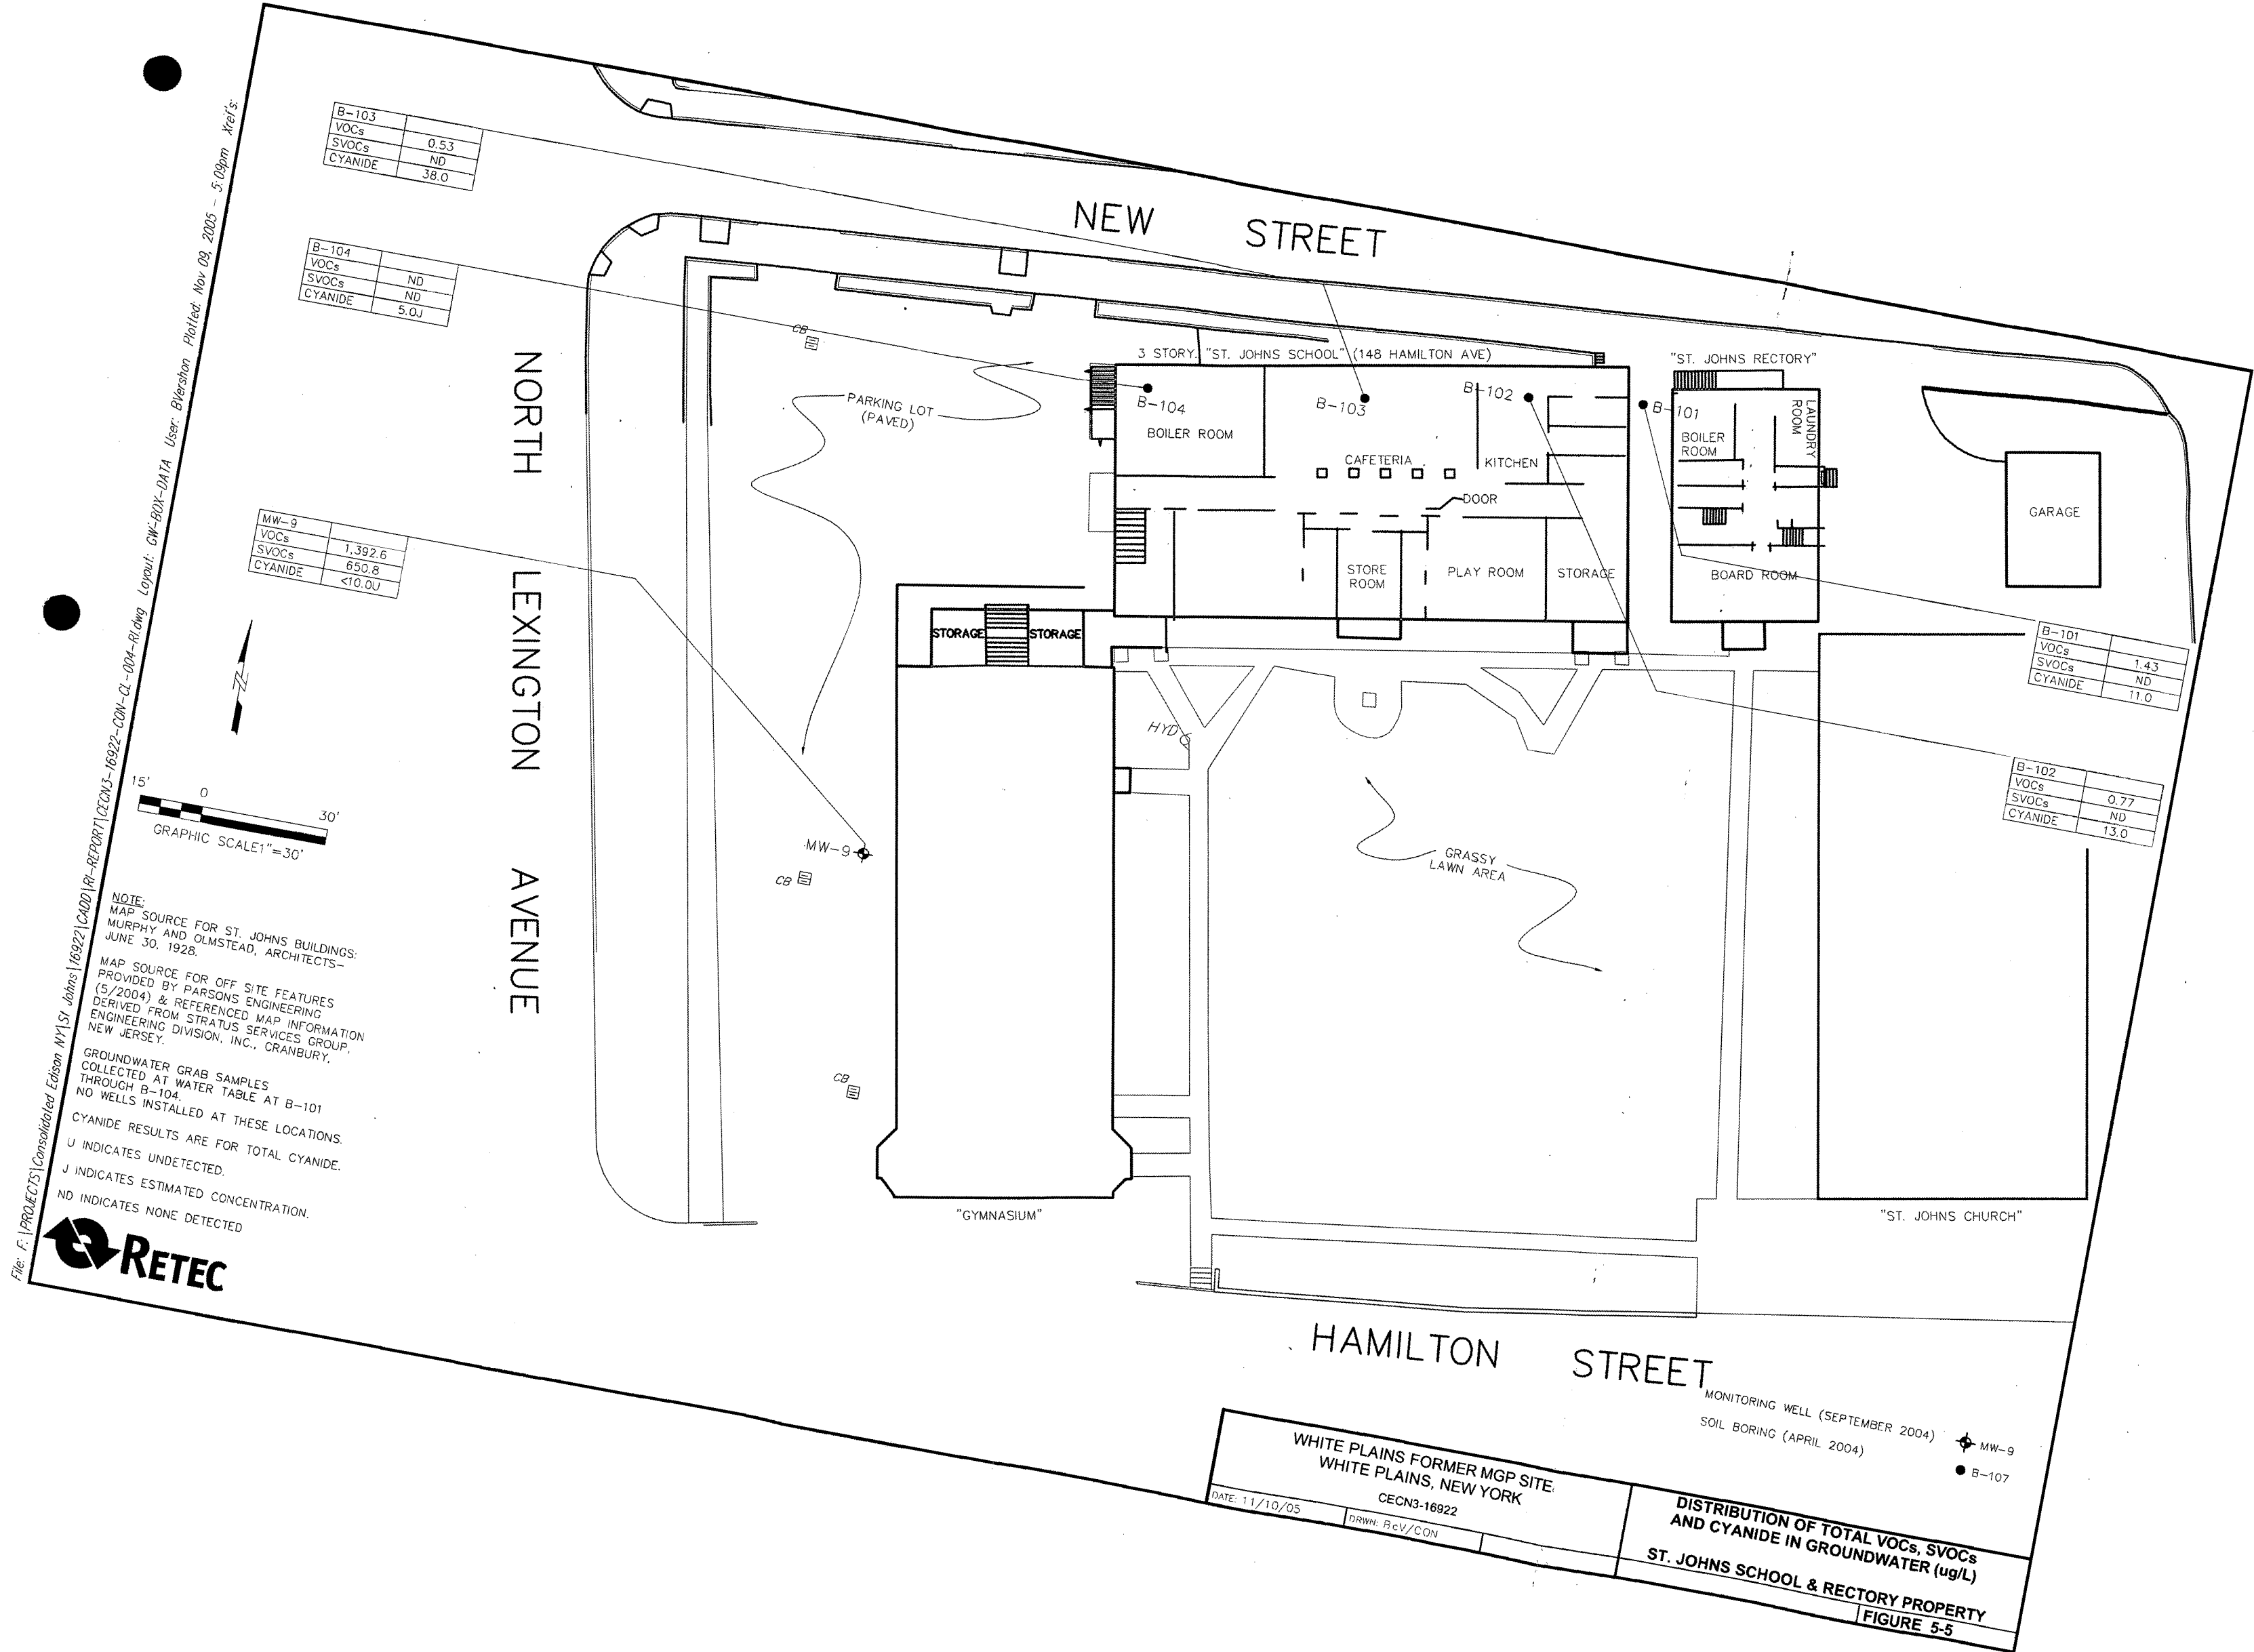 File: F:\PROJECTS\Consolidated Edison NY\St Johns\16922\CADD\RI-REPORT\CECN3-16922-CON-CL-004-RI.dwg Layout: GW-BOX-DATA User: BVershon Plotted: Nov 09, 2005 - 5:09pm Xref's:
B-103
VOCs 0.53
SVOCs ND
CYANIDE 38.0
B-104
VOCs ND
SVOCs ND
CYANIDE 5.0J
MW-9
VOCs 1,392.6
SVOCs 650.8
CYANIDE <10.0U
NEW STREET
NORTH LEXINGTON AVENUE
CB
PARKING LOT
(PAVED)
3 STORY. "ST. JOHNS SCHOOL" (148 HAMILTON AVE)
B-104
BOILER ROOM
B-103
CAFETERIA
B-102
KITCHEN
DOOR
STORE
ROOM
PLAY ROOM
STORAGE
"ST. JOHNS RECTORY"
B-101
BOILER
ROOM
LAUNDRY
ROOM
BOARD ROOM
GARAGE
STORAGE
STORAGE
HYD
B-101
VOCs 1.43
SVOCs ND
CYANIDE 11.0
B-102
VOCs 0.77
SVOCs ND
CYANIDE 13.0
MW-9
CB
CB
GRASSY
LAWN AREA
"GYMNASIUM"
"ST. JOHNS CHURCH"
N
15' 0 30'
GRAPHIC SCALE1"=30'
NOTE:
MAP SOURCE FOR ST. JOHNS BUILDINGS:
MURPHY AND OLMSTEAD, ARCHITECTS-
JUNE 30, 1928.
MAP SOURCE FOR OFF SITE FEATURES
PROVIDED BY PARSONS ENGINEERING
(5/2004) & REFERENCED MAP INFORMATION
DERIVED FROM STRATUS SERVICES GROUP,
ENGINEERING DIVISION, INC., CRANBURY,
NEW JERSEY.
GROUNDWATER GRAB SAMPLES
COLLECTED AT WATER TABLE AT B-101
THROUGH B-104.
NO WELLS INSTALLED AT THESE LOCATIONS.
CYANIDE RESULTS ARE FOR TOTAL CYANIDE.
U INDICATES UNDETECTED.
J INDICATES ESTIMATED CONCENTRATION.
ND INDICATES NONE DETECTED
RETEC
HAMILTON STREET
MONITORING WELL (SEPTEMBER 2004) MW-9
SOIL BORING (APRIL 2004) B-107
WHITE PLAINS FORMER MGP SITE
WHITE PLAINS, NEW YORK
CECN3-16922
DATE: 11/10/05
DRWN: BcV/CON
DISTRIBUTION OF TOTAL VOCs, SVOCs
AND CYANIDE IN GROUNDWATER (ug/L)
ST. JOHNS SCHOOL & RECTORY PROPERTY
FIGURE 5-5